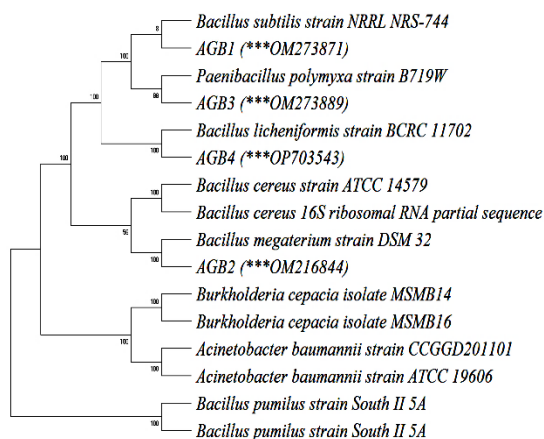 Bacillus subtilis strain NRRL NRS-744
AGB1 (***OM273871)
Paenibacillus polymyxa strain B719W
AGB3 (***OM273889)
Bacillus licheniformis strain BCRC 11702
AGB4 (***OP703543)
Bacillus cereus strain ATCC 14579
Bacillus cereus 16S ribosomal RNA partial sequence
Bacillus megaterium strain DSM 32
AGB2 (***OM216844)
Burkholderia cepacia isolate MSMB14
Burkholderia cepacia isolate MSMB16
Acinetobacter baumannii strain CCGGD201101
Acinetobacter baumannii strain ATCC 19606
Bacillus pumilus strain South II 5A
Bacillus pumilus strain South II 5A
100
100
100
100
100
100
100
100
100